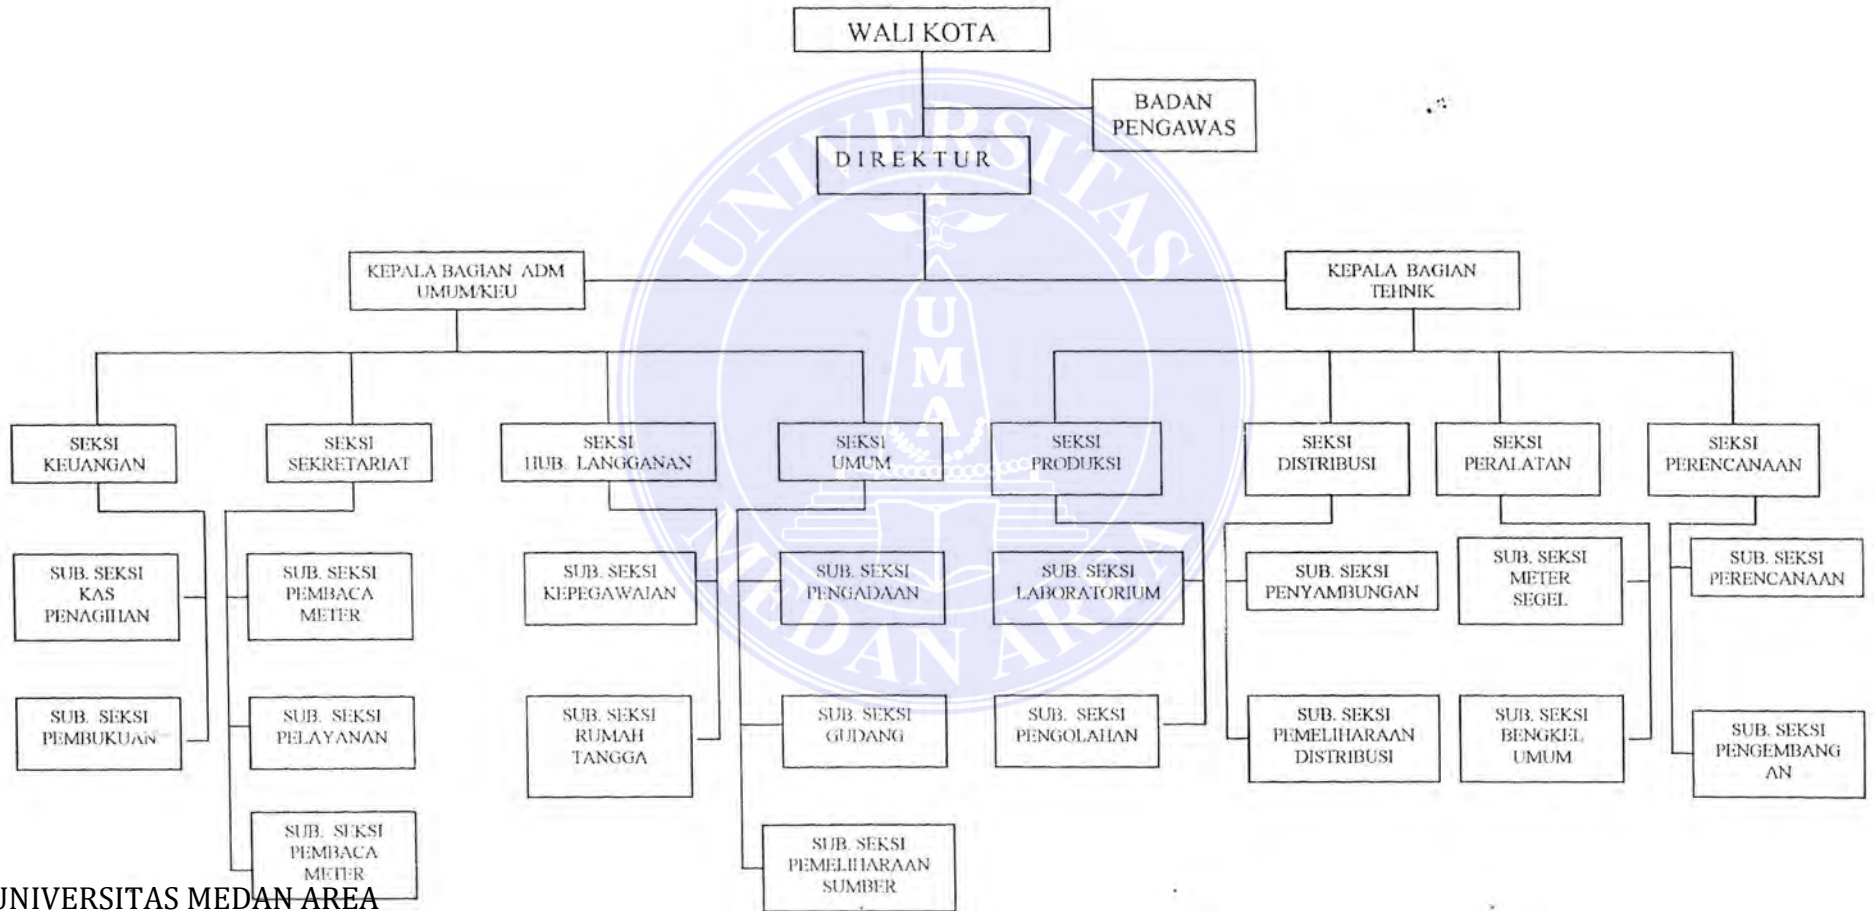 WALI KOTA
BADAN
PENGAWAS
DIREKTUR
KEPALA BAGIAN ADM
UMUM/KEU
KEPALA BAGIAN
TEHNIK
SEKSI
KEUANGAN
SEKSI
SEKRETARIAT
SEKSI
HUB. LANGGANAN
SEKSI
UMUM
SEKSI
PRODUKSI
SEKSI
DISTRIBUSI
SEKSI
PERALATAN
SEKSI
PERENCANAAN
SUB. SEKSI
KAS
PENAGIHAN
SUB. SEKSI
PEMBACA
METER
SUB. SEKSI
KEPEGAWAIAN
SUB. SEKSI
PENGADAAN
SUB. SEKSI
LABORATORIUM
SUB. SEKSI
PENYAMBUNGAN
SUB. SEKSI
METER
SEGEL
SUB. SEKSI
PERENCANAAN
SUB. SEKSI
PEMBUKUAN
SUB. SEKSI
PELAYANAN
SUB. SEKSI
RUMAH
TANGGA
SUB. SEKSI
GUDANG
SUB. SEKSI
PENGOLAHAN
SUB. SEKSI
PEMELIHARAAN
DISTRIBUSI
SUB. SEKSI
BENGKEL
UMUM
SUB. SEKSI
PENGEMBANG
AN
SUB. SEKSI
PEMBACA
METER
SUB. SEKSI
PEMELIHARAAN
SUMBER
UNIVERSITAS
UMA
MEDAN AREA
UNIVERSITAS MEDAN AREA